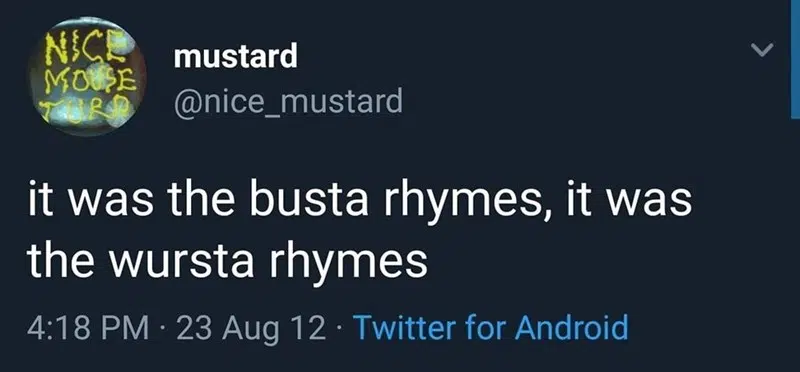 NICE
MOUSE
TURD
mustard
@nice_mustard
it was the busta rhymes, it was
the wursta rhymes
4:18 PM · 23 Aug 12 · Twitter for Android